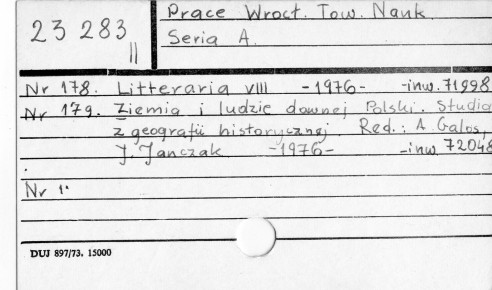 Prace Wrocł. Tow. Nauk.
23 283 II
Seria A.
Nr 178. Litteraria VIII -1976- -inw. 71998
Nr 179. Ziemia i ludzie dawnej Polski. Studia
z geografii historycznej. Red.: A. Galos,
J. Janczak -1976- -inw. 72048
Nr 1
DUJ 897/73. 15000